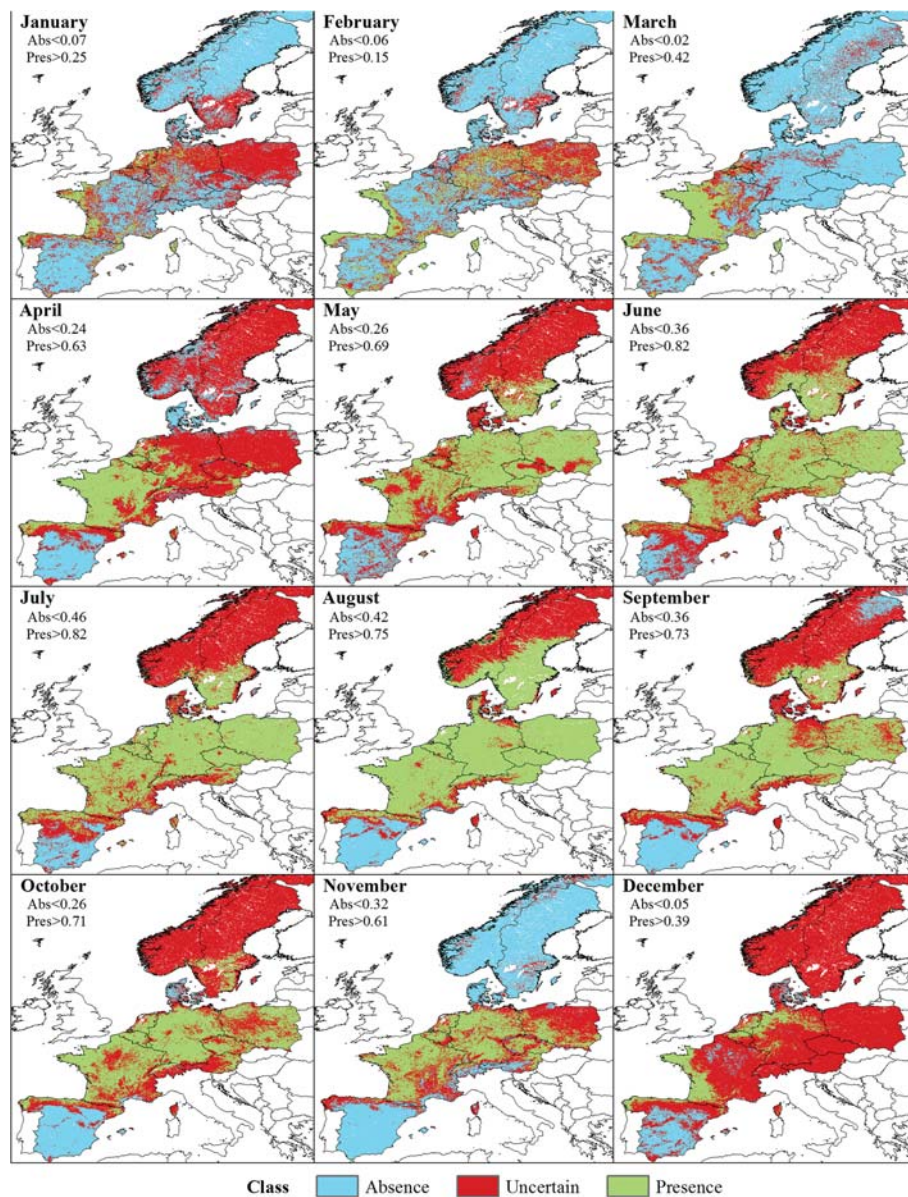 January
Abs<0.07
Pres>0.25
February
Abs<0.06
Pres>0.15
March
Abs<0.02
Pres>0.42
April
Abs<0.24
Pres>0.63
May
Abs<0.26
Pres>0.69
June
Abs<0.36
Pres>0.82
July
Abs<0.46
Pres>0.82
August
Abs<0.42
Pres>0.75
September
Abs<0.36
Pres>0.73
October
Abs<0.26
Pres>0.71
November
Abs<0.32
Pres>0.61
December
Abs<0.05
Pres>0.39
Class Absence Uncertain Presence